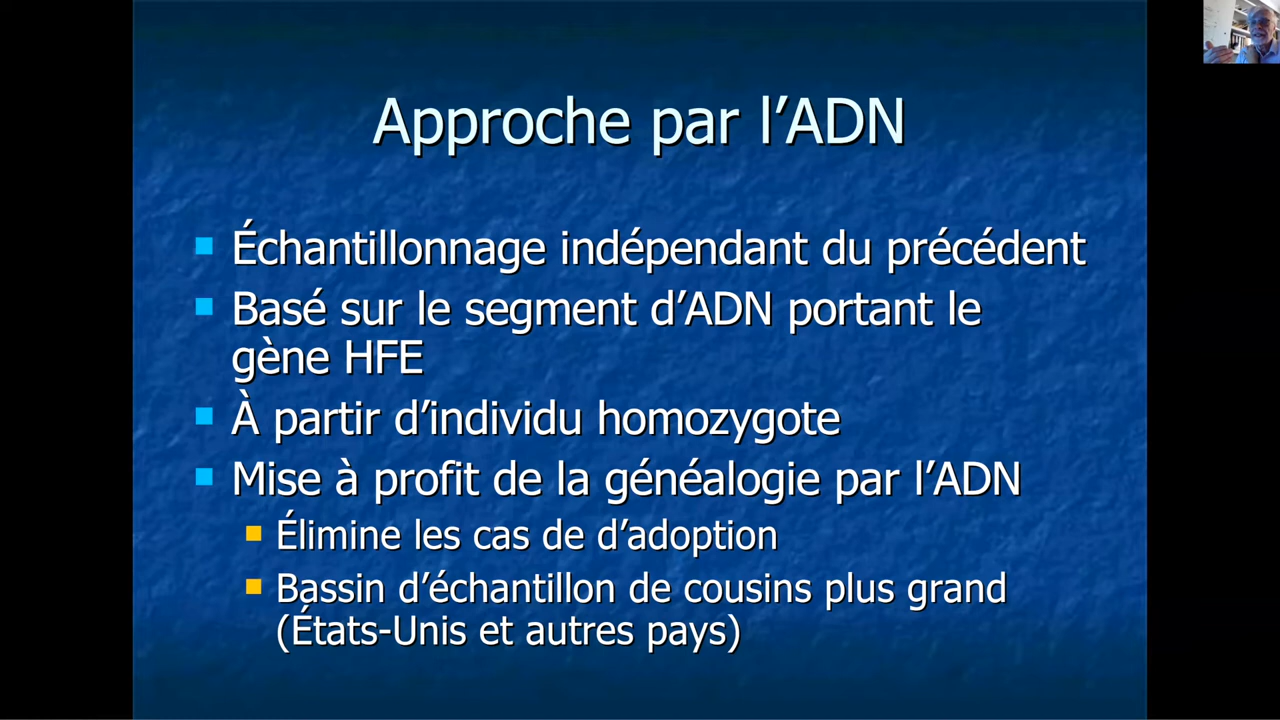 Approche par l’ADN
Échantillonnage indépendant du précédent
Basé sur le segment d’ADN portant le
gène HFE
À partir d’individu homozygote
Mise à profit de la généalogie par l’ADN
Élimine les cas de d’adoption
Bassin d’échantillon de cousins plus grand
(États-Unis et autres pays)